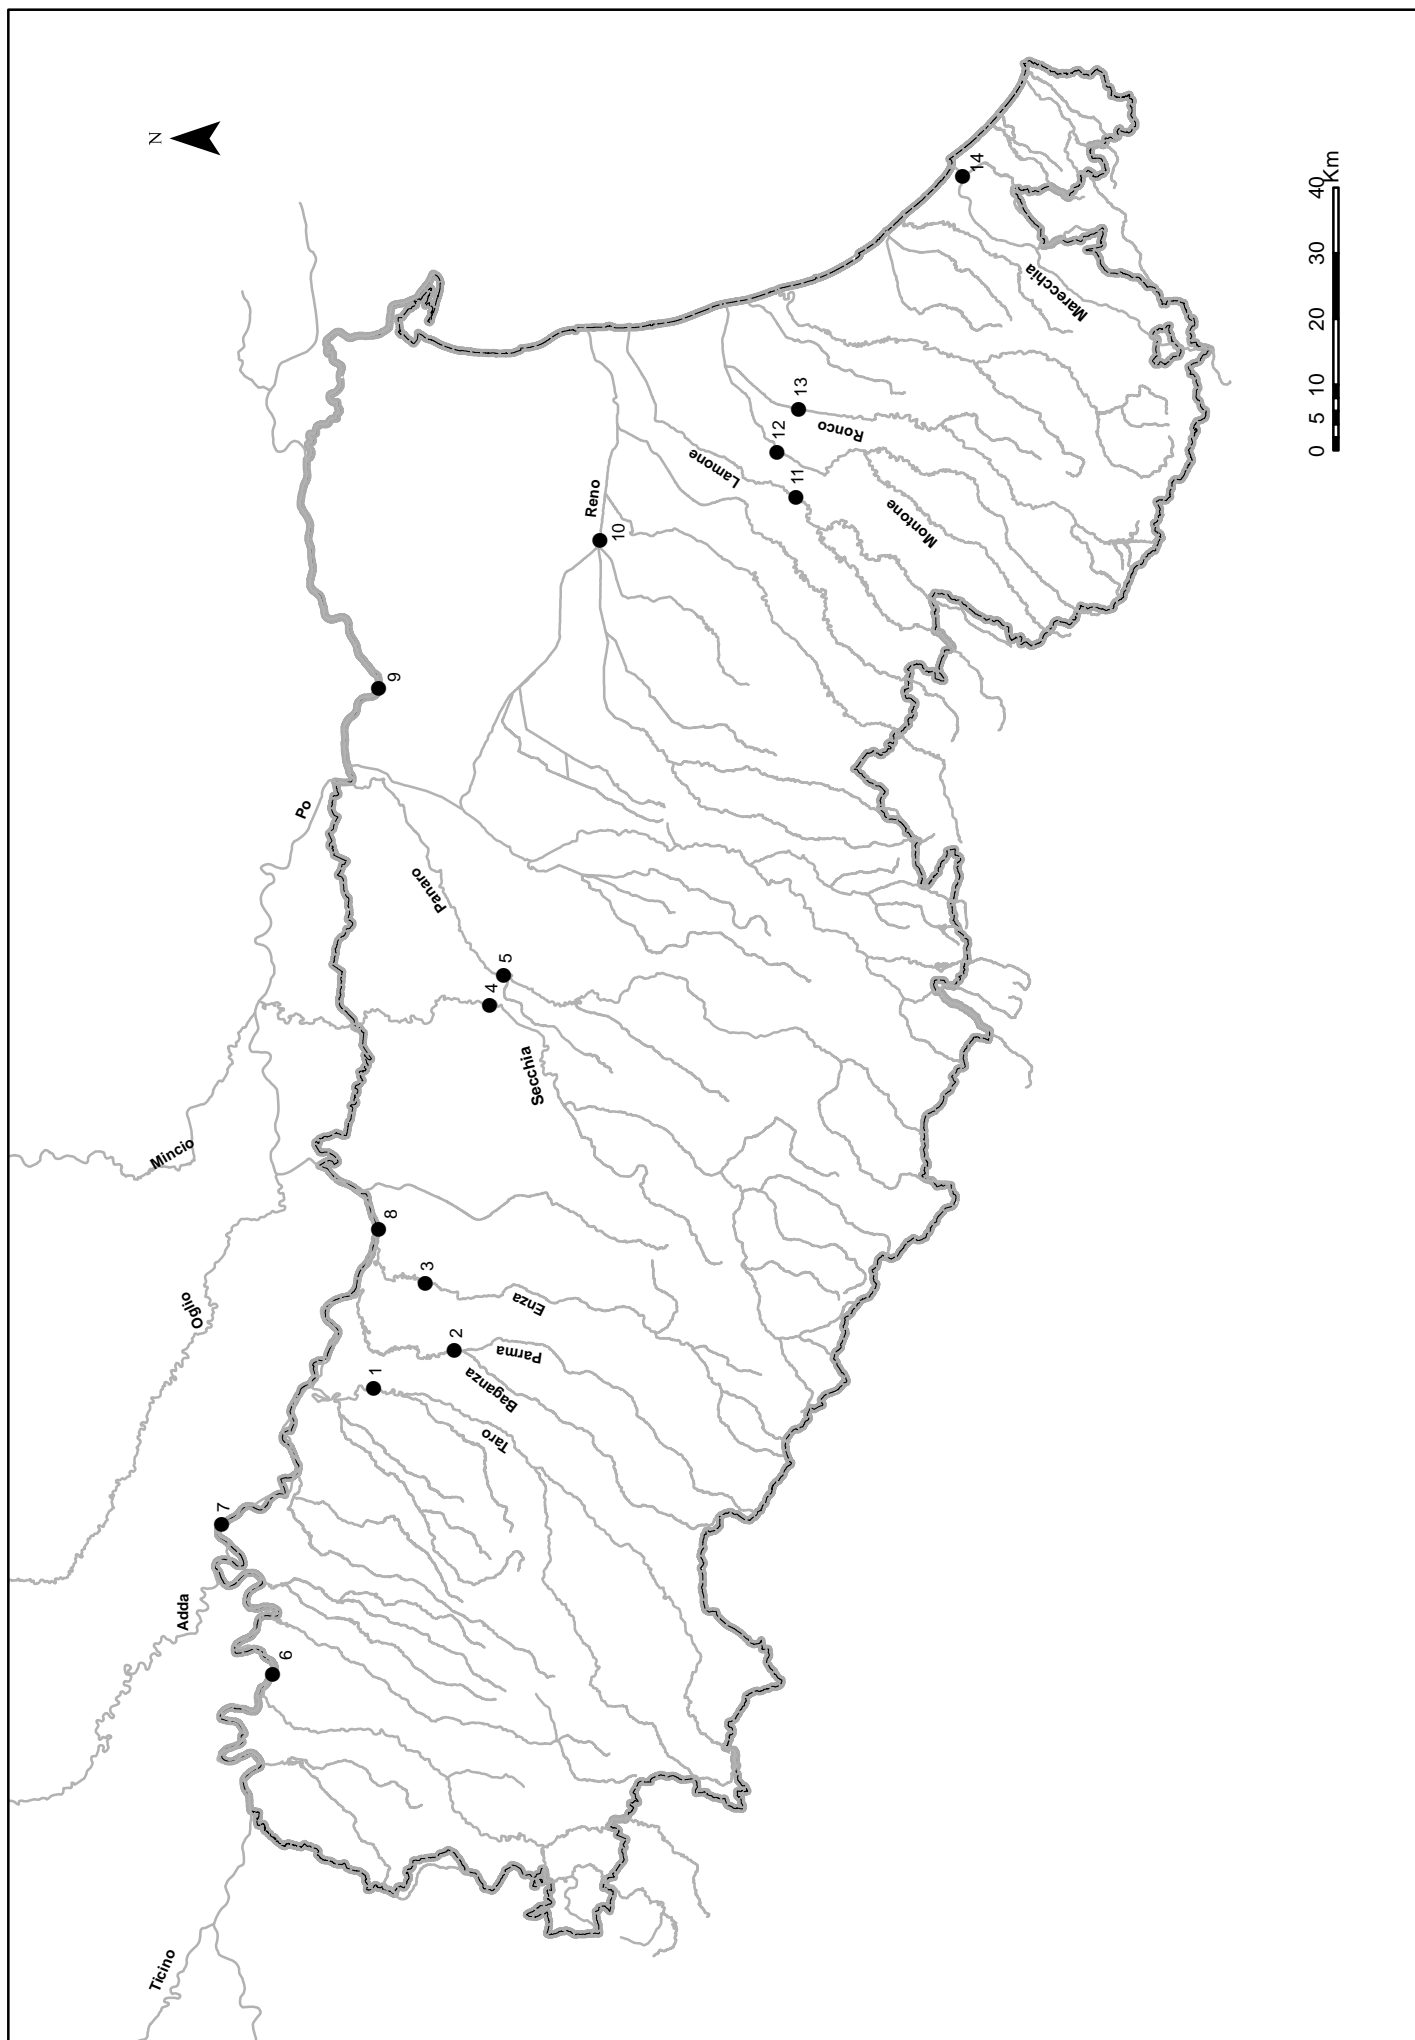 N
Ticino
Adda
Oglio
Mincio
Po
7
6
1
8
9
Taro
Baganza
2
Parma
3
Enza
Secchia
4
5
Panaro
Reno
10
Lamone
11
12
13
Ronco
Montone
Marecchia
14
0 5 10 20 30 40
Km